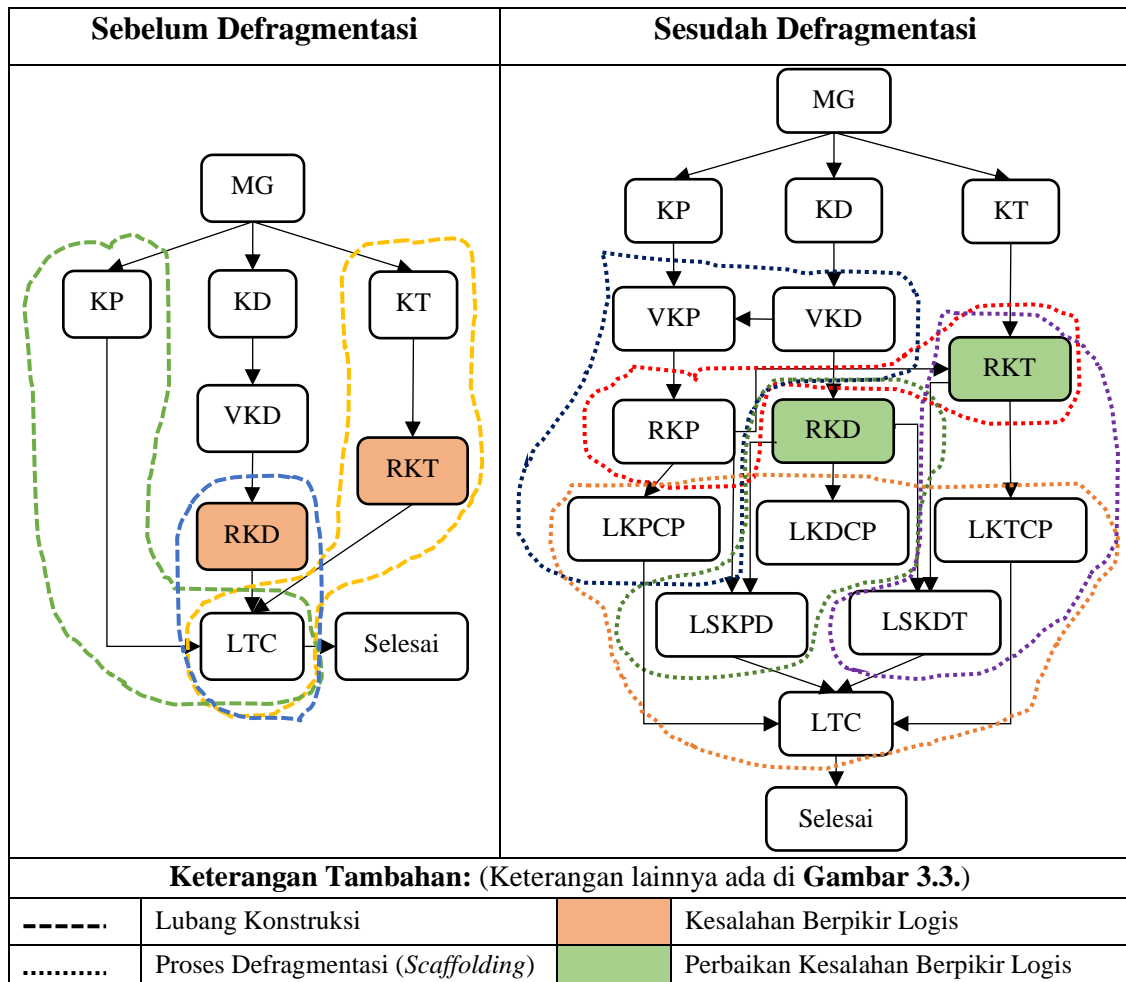 Sebelum Defragmentasi
Sesudah Defragmentasi
MG
KP
KD
KT
VKD
RKT
RKD
LTC
Selesai
MG
KP
KD
KT
VKP
VKD
RKT
RKP
RKD
LKPCP
LKDCP
LKTCP
LSKPD
LSKDT
LTC
Selesai
Keterangan Tambahan: (Keterangan lainnya ada di Gambar 3.3.)
Lubang Konstruksi
Kesalahan Berpikir Logis
Proses Defragmentasi (Scaffolding)
Perbaikan Kesalahan Berpikir Logis